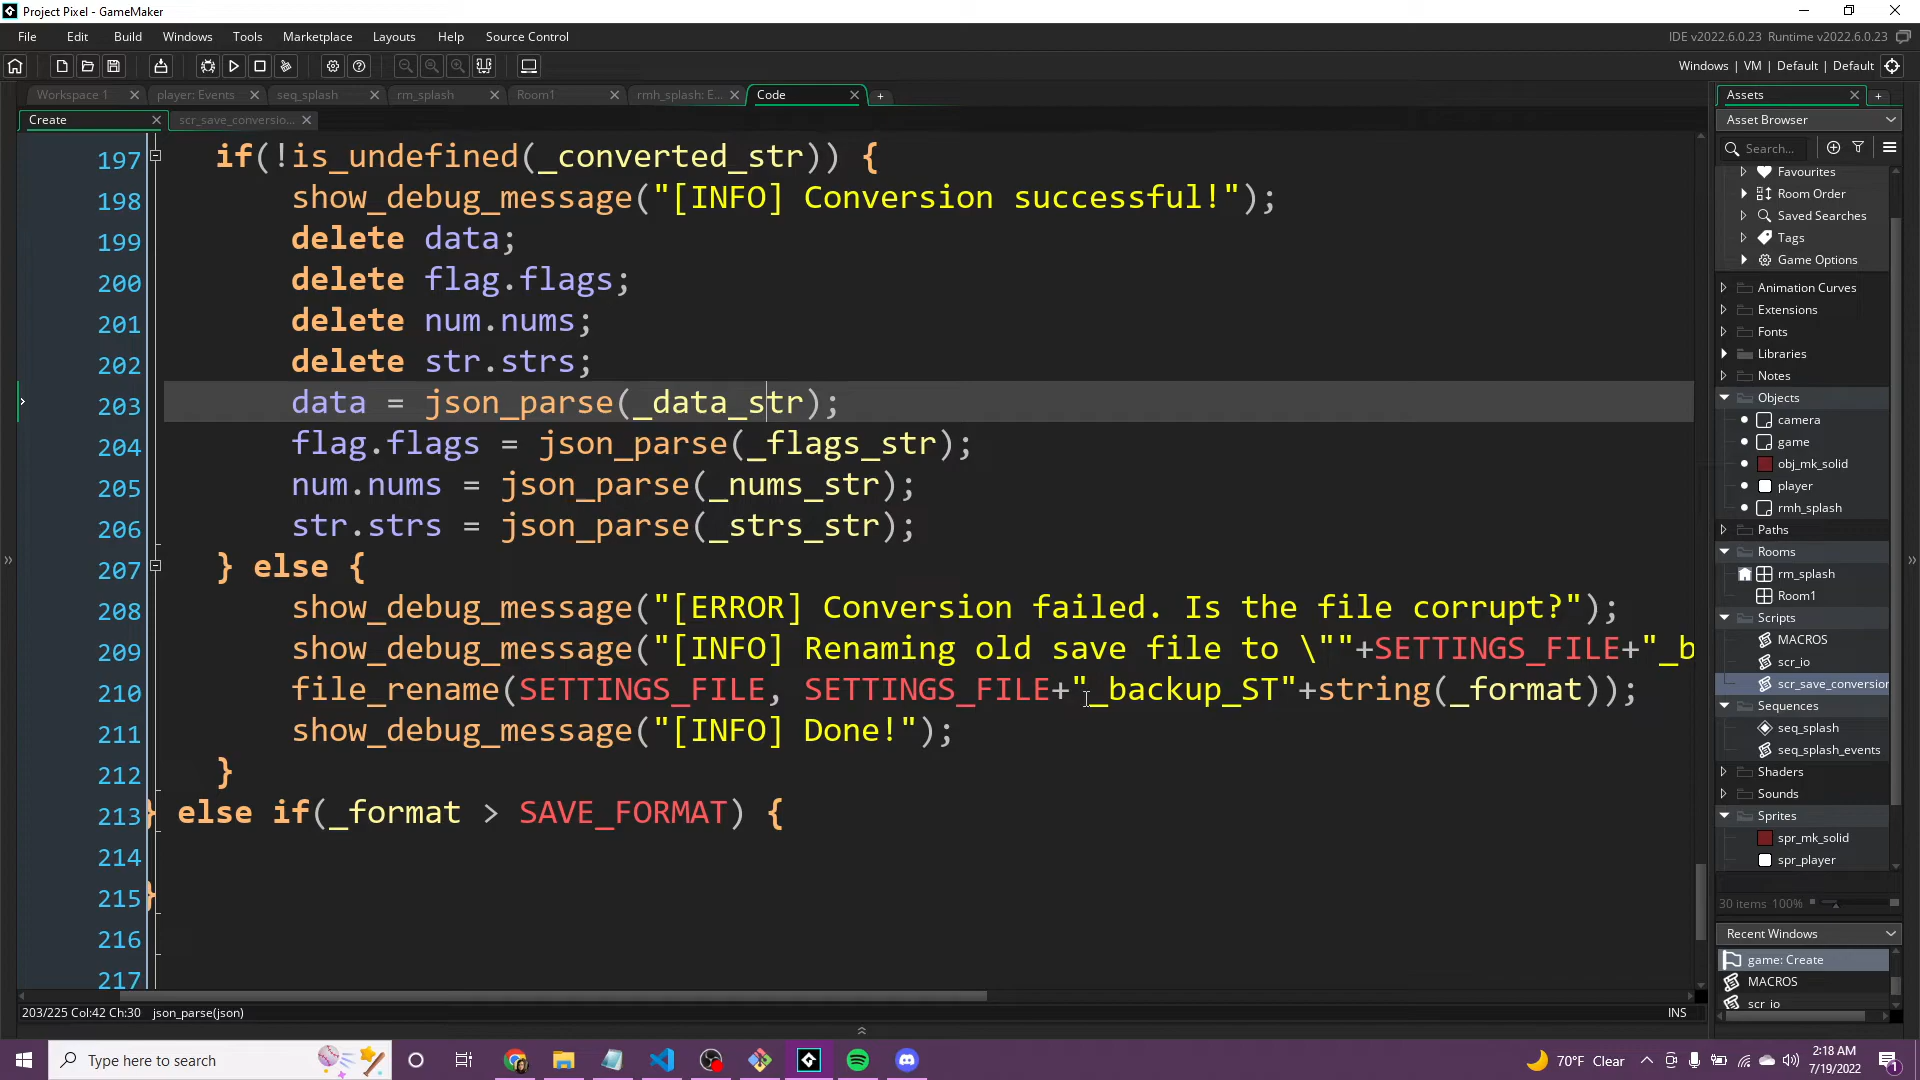 Project Pixel - GameMaker
File Edit Build Windows Tools Marketplace Layouts Help Source Control
IDE v2022.6.0.23 Runtime v2022.6.0.23
Windows | VM | Default | Default
Workspace 1 player: Events seq_splash rm_splash Room1 rmh_splash: E... Code
Create scr_save_conversio...
197 if(!is_undefined(_converted_str)) {
198 show_debug_message("[INFO] Conversion successful!");
199 delete data;
200 delete flag.flags;
201 delete num.nums;
202 delete str.strs;
203 data = json_parse(_data_str);
204 flag.flags = json_parse(_flags_str);
205 num.nums = json_parse(_nums_str);
206 str.strs = json_parse(_strs_str);
207 } else {
208 show_debug_message("[ERROR] Conversion failed. Is the file corrupt?");
209 show_debug_message("[INFO] Renaming old save file to \""+SETTINGS_FILE+"_b
210 file_rename(SETTINGS_FILE, SETTINGS_FILE+"_backup_ST"+string(_format));
211 show_debug_message("[INFO] Done!");
212 }
213 } else if(_format > SAVE_FORMAT) {
214
215 }
216
217
203/225 Col:42 Ch:30 json_parse(json)
INS
Assets
Asset Browser
Search...
Favourites
Room Order
Saved Searches
Tags
Game Options
Animation Curves
Extensions
Fonts
Libraries
Notes
Objects
camera
game
obj_mk_solid
player
rmh_splash
Paths
Rooms
rm_splash
Room1
Scripts
MACROS
scr_io
scr_save_conversion
Sequences
seq_splash
seq_splash_events
Shaders
Sounds
Sprites
spr_mk_solid
spr_player
30 items 100%
Recent Windows
game: Create
MACROS
scr_io
Type here to search
70°F Clear
2:18 AM
7/19/2022
1